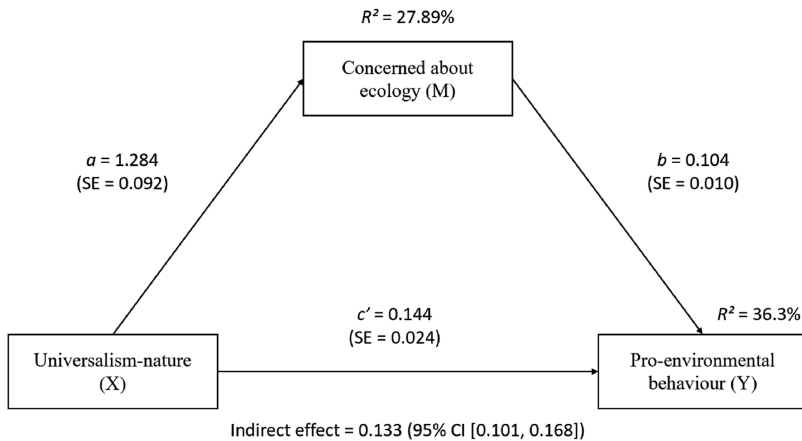 R² = 27.89%
Concerned about
ecology (M)
a = 1.284
(SE = 0.092)
b = 0.104
(SE = 0.010)
c′ = 0.144
(SE = 0.024)
R² = 36.3%
Universalism-nature
(X)
Pro-environmental
behaviour (Y)
Indirect effect = 0.133 (95% CI [0.101, 0.168])